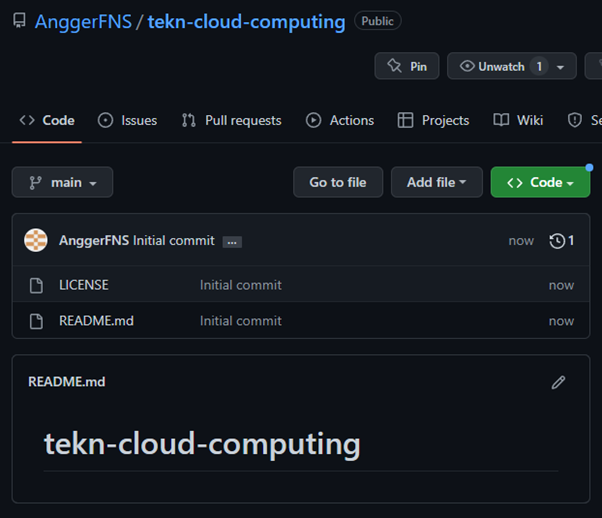 AnggerFNS / tekn-cloud-computing Public
Pin Unwatch 1
Code Issues Pull requests Actions Projects Wiki Se
main Go to file Add file Code
AnggerFNS Initial commit ... now 1
LICENSE Initial commit now
README.md Initial commit now
README.md
tekn-cloud-computing